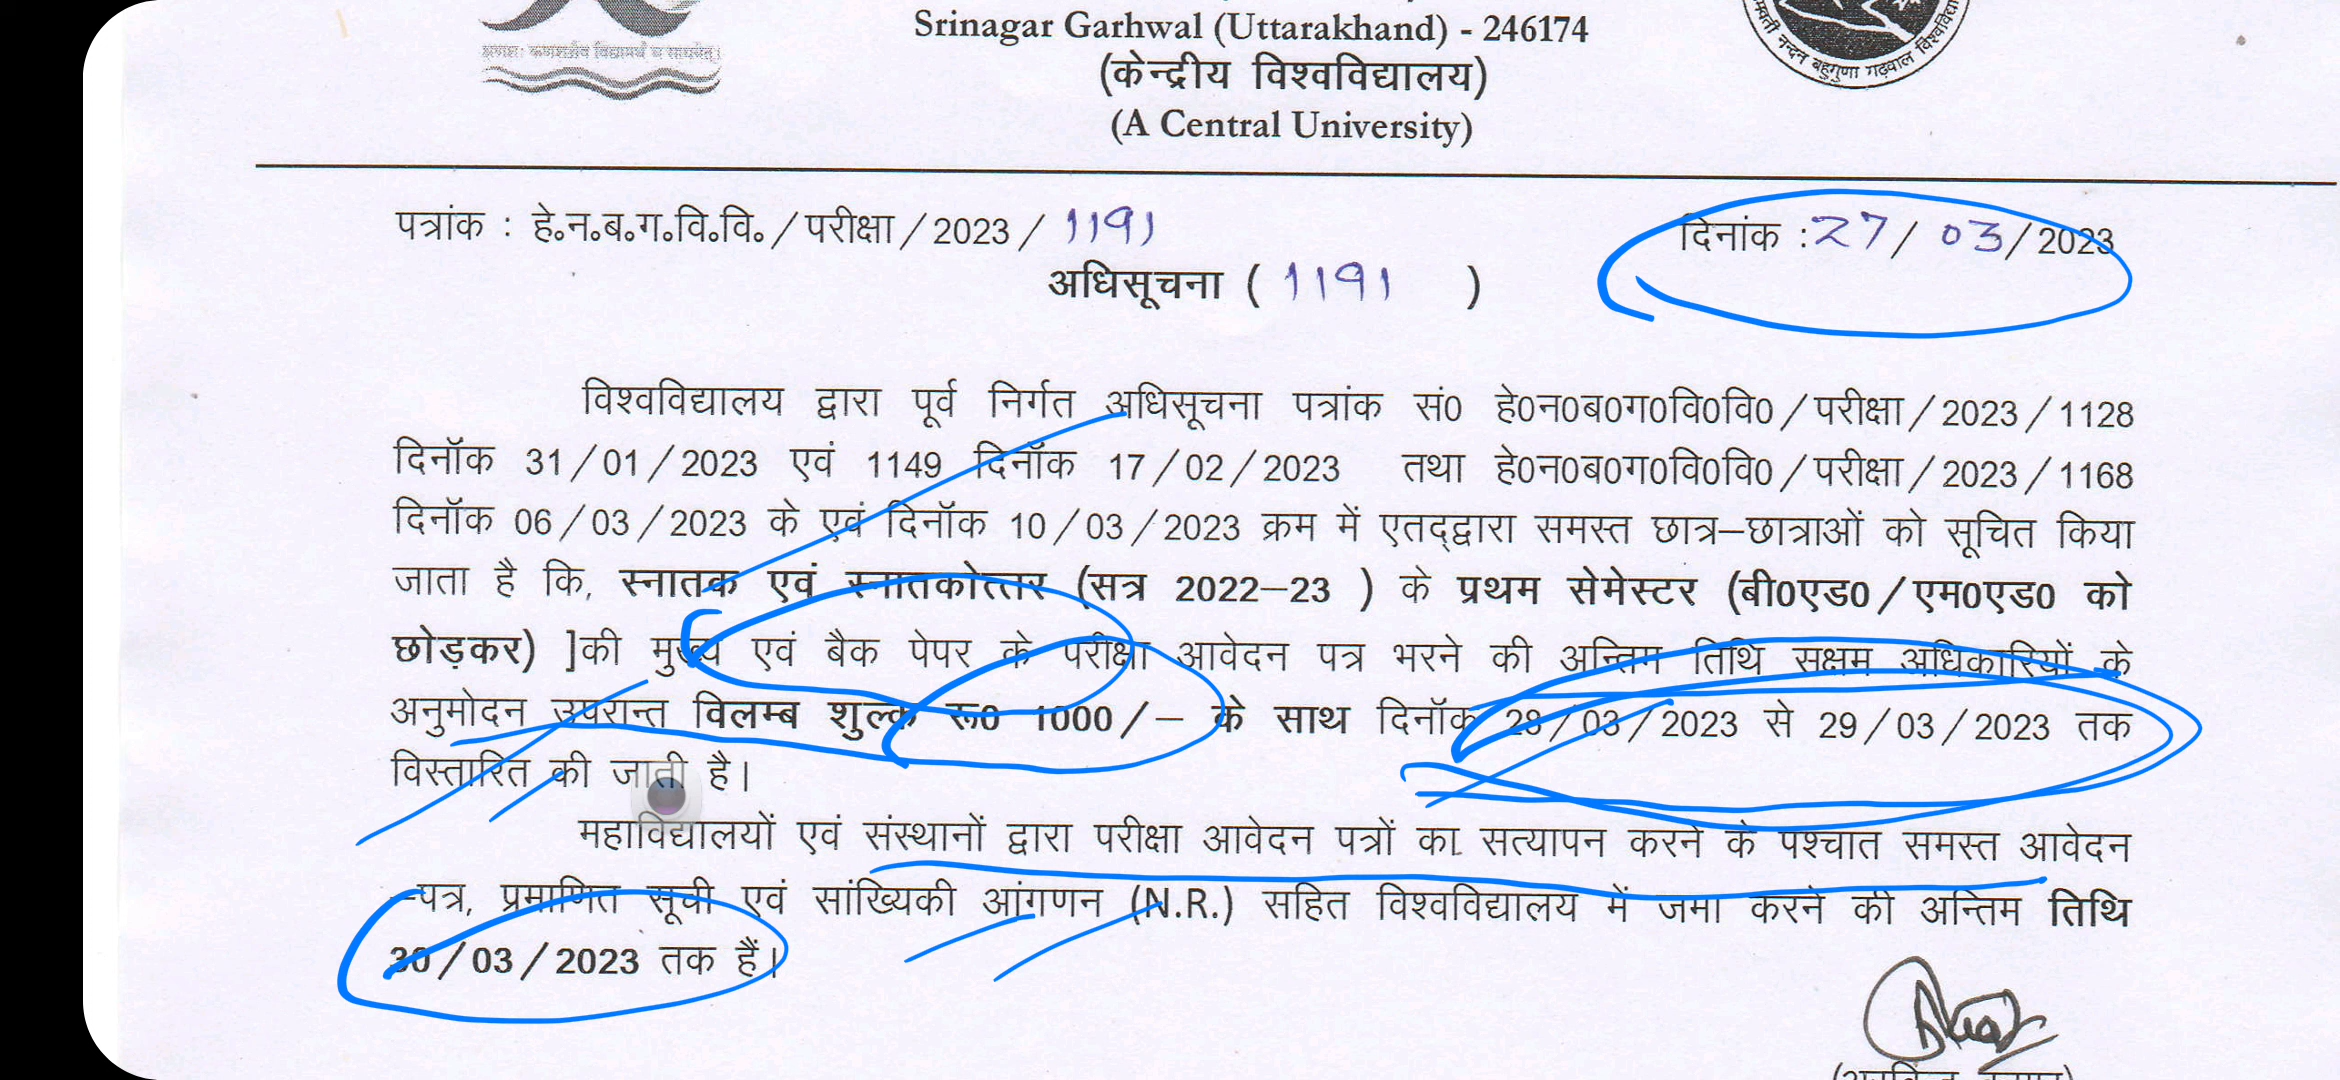 Srinagar Garhwal (Uttarakhand) - 246174
(केन्द्रीय विश्वविद्यालय)
(A Central University)
नन्दन बहुगुणा गढ़वाल
पत्रांक : हे.न.ब.ग.वि.वि. / परीक्षा / 2023 / 1191
दिनांक : 27/ 03/2023
अधिसूचना ( 1191 )
विश्वविद्यालय द्वारा पूर्व निर्गत अधिसूचना पत्रांक सं0 हे0न0ब0ग0वि0वि0/परीक्षा/2023/1128
दिनॉक 31/01/2023 एवं 1149 दिनॉक 17/02/2023 तथा हे0न0ब0ग0वि0वि0/परीक्षा/2023/1168
दिनॉक 06/03/2023 के एवं दिनॉक 10/03/2023 क्रम में एतद्द्वारा समस्त छात्र–छात्राओं को सूचित किया
जाता है कि, स्नातक एवं स्नातकोत्तर (सत्र 2022–23 ) के प्रथम सेमेस्टर (बी0एड0/एम0एड0 को
छोड़कर) ]की मुख्य एवं बैक पेपर के परीक्षा आवेदन पत्र भरने की अन्तिम तिथि सक्षम अधिकारियों के
अनुमोदन उपरान्त विलम्ब शुल्क रू0 1000/– के साथ दिनॉक 28/03/2023 से 29/03/2023 तक
विस्तारित की जाती है।
महाविद्यालयों एवं संस्थानों द्वारा परीक्षा आवेदन पत्रों का सत्यापन करने के पश्चात समस्त आवेदन
–पत्र, प्रमाणित सूची एवं सांख्यिकी आंगणन (N.R.) सहित विश्वविद्यालय में जमा करने की अन्तिम तिथि
30/03/2023 तक हैं।